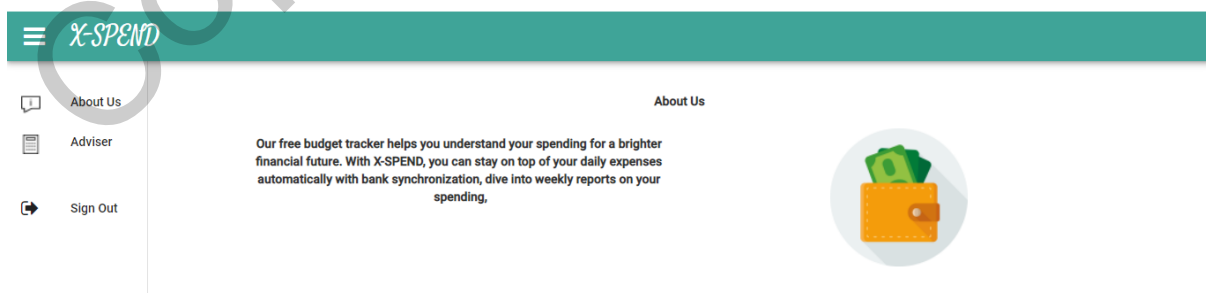 X-SPEND
About Us
Adviser
Sign Out
About Us
Our free budget tracker helps you understand your spending for a brighter
financial future. With X-SPEND, you can stay on top of your daily expenses
automatically with bank synchronization, dive into weekly reports on your
spending,